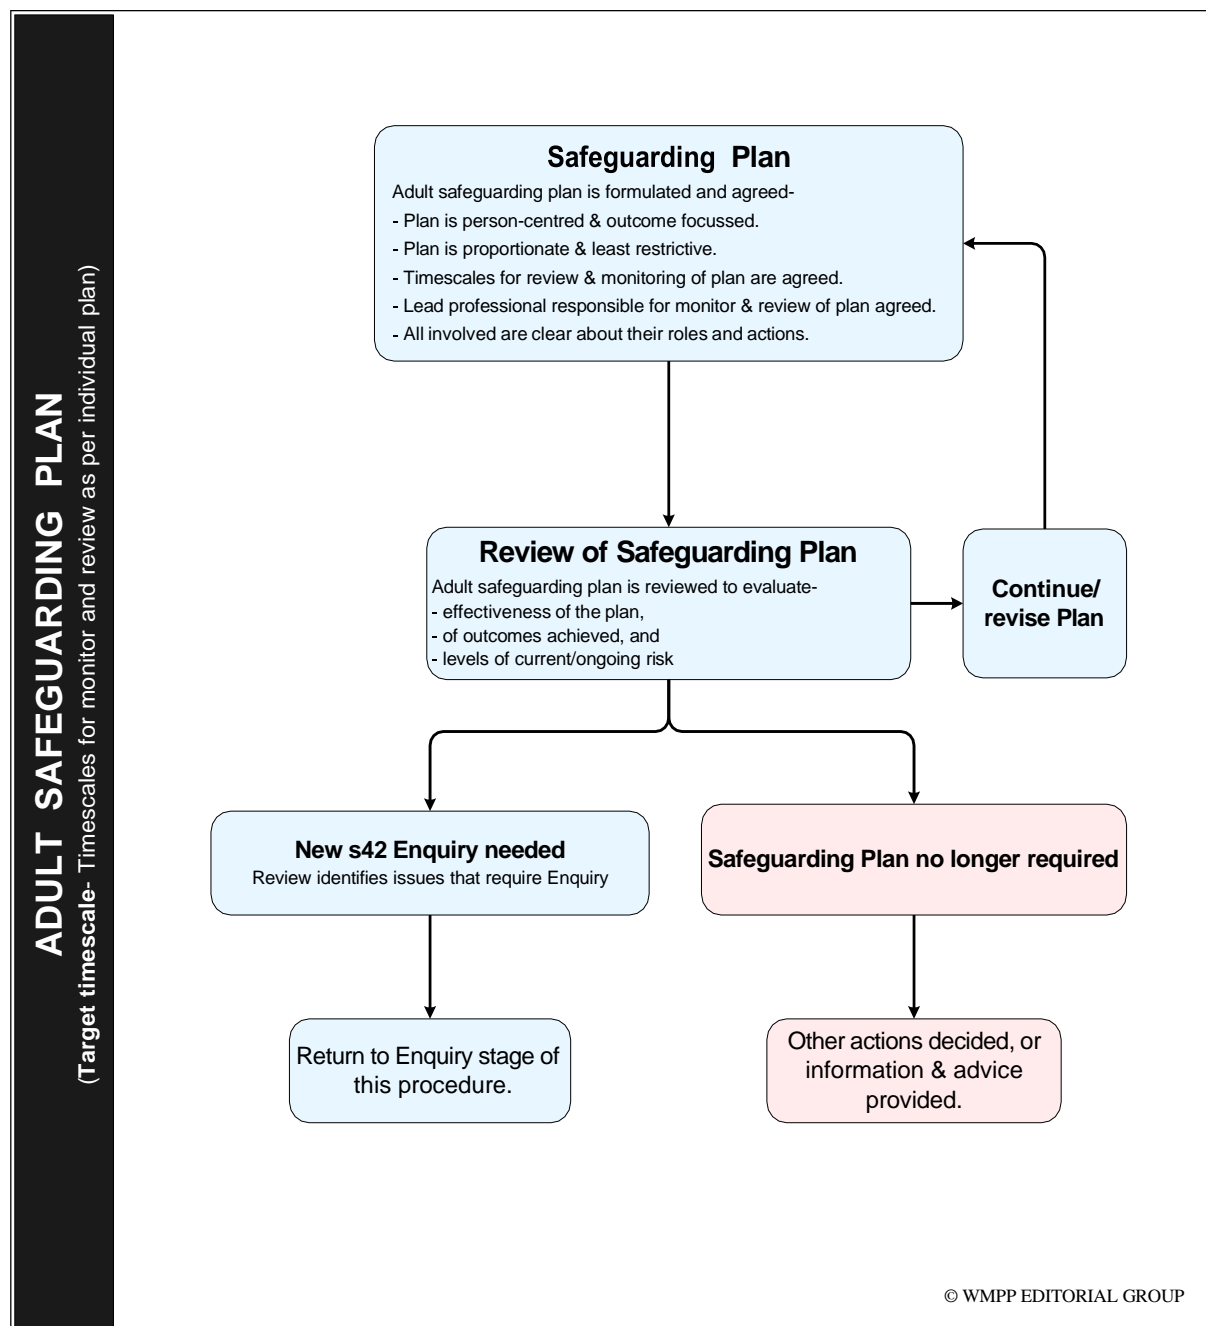 ADULT SAFEGUARDING PLAN
(Target timescale- Timescales for monitor and review as per individual plan)
Safeguarding Plan
Adult safeguarding plan is formulated and agreed-
- Plan is person-centred & outcome focussed.
- Plan is proportionate & least restrictive.
- Timescales for review & monitoring of plan are agreed.
- Lead professional responsible for monitor & review of plan agreed.
- All involved are clear about their roles and actions.
Review of Safeguarding Plan
Adult safeguarding plan is reviewed to evaluate-
- effectiveness of the plan,
- of outcomes achieved, and
- levels of current/ongoing risk
Continue/
revise Plan
New s42 Enquiry needed
Review identifies issues that require Enquiry
Safeguarding Plan no longer required
Return to Enquiry stage of
this procedure.
Other actions decided, or
information & advice
provided.
© WMPP EDITORIAL GROUP